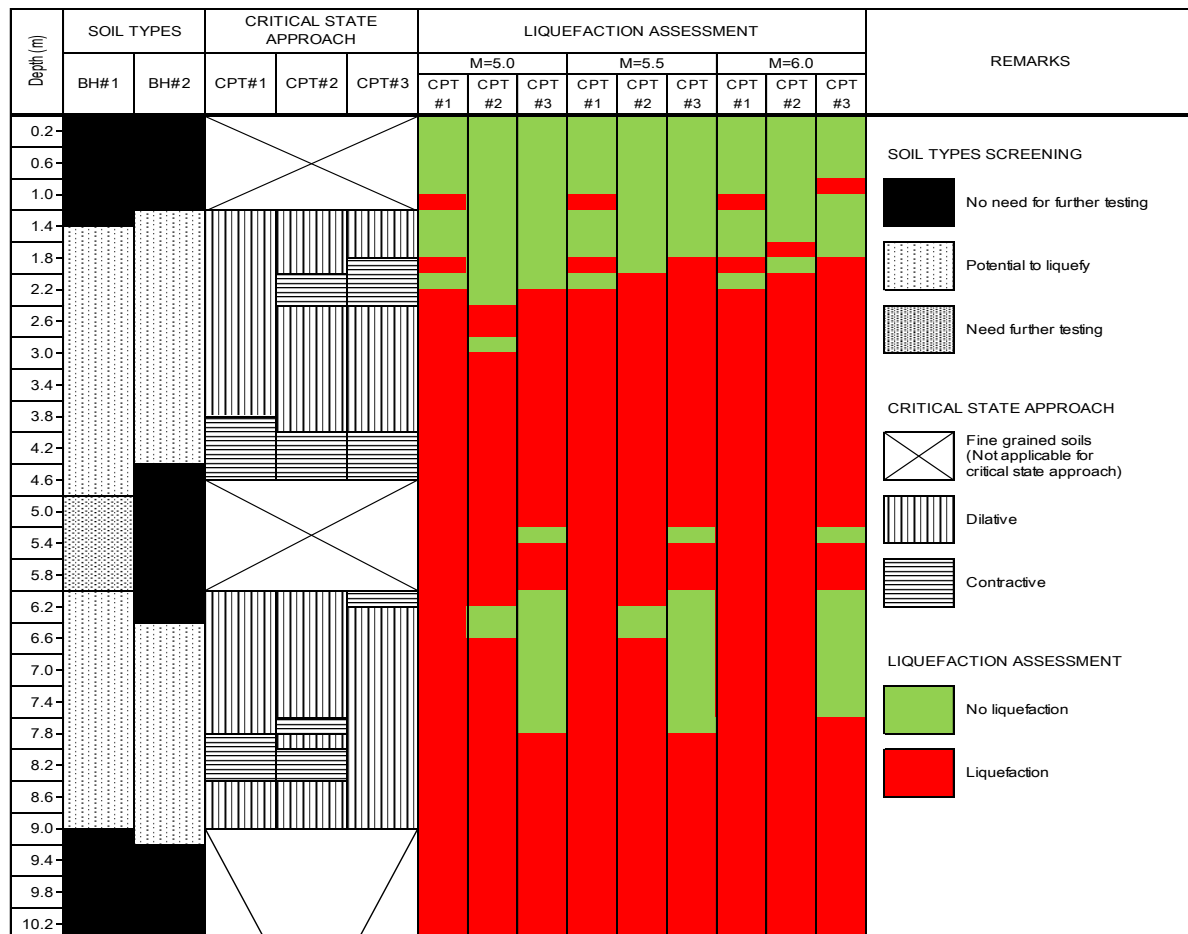 Depth (m)
SOIL TYPES
CRITICAL STATE
APPROACH
LIQUEFACTION ASSESSMENT
REMARKS
BH#1
BH#2
CPT#1
CPT#2
CPT#3
M=5.0
M=5.5
M=6.0
CPT
#1
CPT
#2
CPT
#3
CPT
#1
CPT
#2
CPT
#3
CPT
#1
CPT
#2
CPT
#3
0.2
0.6
1.0
1.4
1.8
2.2
2.6
3.0
3.4
3.8
4.2
4.6
5.0
5.4
5.8
6.2
6.6
7.0
7.4
7.8
8.2
8.6
9.0
9.4
9.8
10.2
SOIL TYPES SCREENING
No need for further testing
Potential to liquefy
Need further testing
CRITICAL STATE APPROACH
Fine grained soils
(Not applicable for
critical state approach)
Dilative
Contractive
LIQUEFACTION ASSESSMENT
No liquefaction
Liquefaction